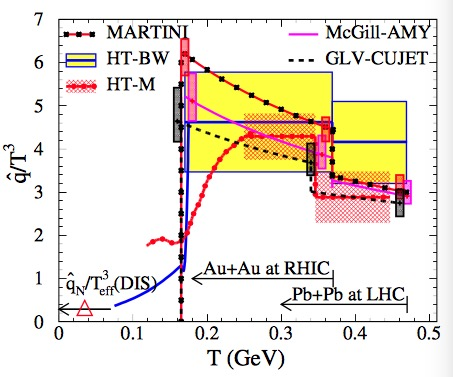 7
6
5
4
3
2
1
0
q̂/T³
MARTINI
HT-BW
HT-M
McGill-AMY
GLV-CUJET
q̂N/T³eff(DIS)
Au+Au at RHIC
Pb+Pb at LHC
0 0.1 0.2 0.3 0.4 0.5
T (GeV)